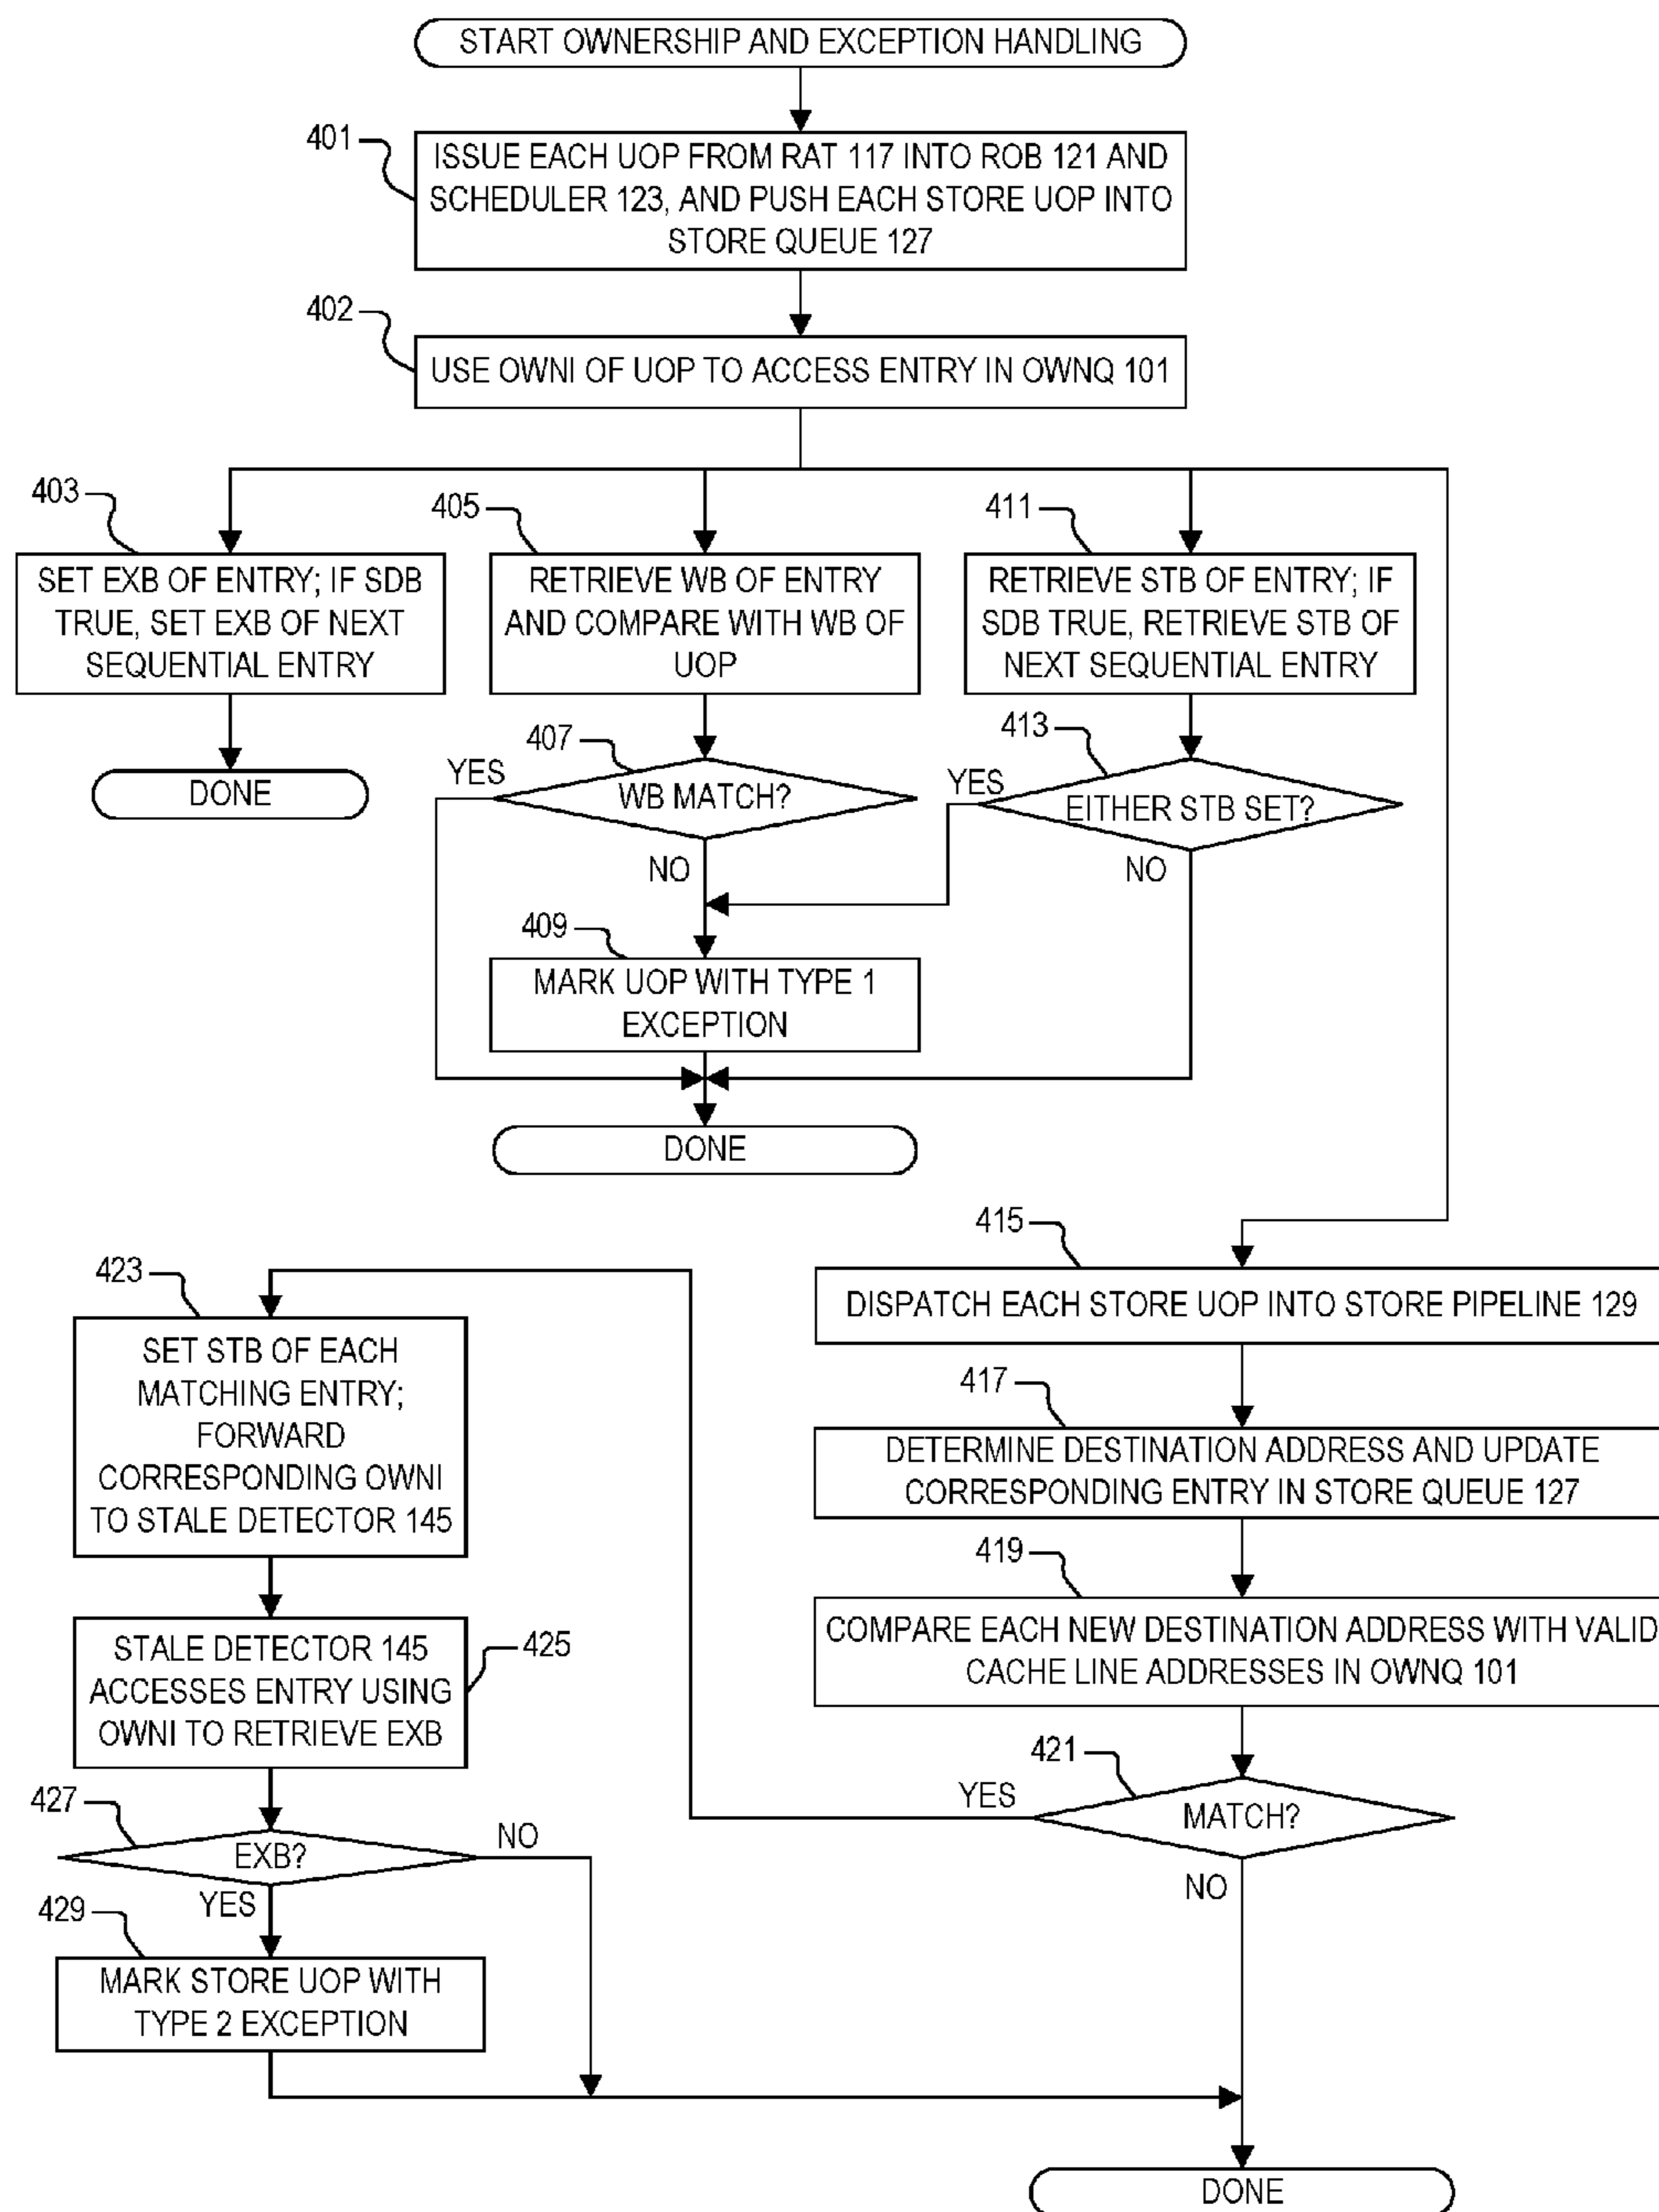 START OWNERSHIP AND EXCEPTION HANDLING
401
ISSUE EACH UOP FROM RAT 117 INTO ROB 121 AND
SCHEDULER 123, AND PUSH EACH STORE UOP INTO
STORE QUEUE 127
402
USE OWNI OF UOP TO ACCESS ENTRY IN OWNQ 101
403
SET EXB OF ENTRY; IF SDB
TRUE, SET EXB OF NEXT
SEQUENTIAL ENTRY
DONE
405
RETRIEVE WB OF ENTRY
AND COMPARE WITH WB OF
UOP
407
YES
WB MATCH?
NO
409
MARK UOP WITH TYPE 1
EXCEPTION
DONE
411
RETRIEVE STB OF ENTRY; IF
SDB TRUE, RETRIEVE STB OF
NEXT SEQUENTIAL ENTRY
413
YES
EITHER STB SET?
NO
415
DISPATCH EACH STORE UOP INTO STORE PIPELINE 129
417
DETERMINE DESTINATION ADDRESS AND UPDATE
CORRESPONDING ENTRY IN STORE QUEUE 127
419
COMPARE EACH NEW DESTINATION ADDRESS WITH VALID
CACHE LINE ADDRESSES IN OWNQ 101
421
YES
MATCH?
NO
423
SET STB OF EACH
MATCHING ENTRY;
FORWARD
CORRESPONDING OWNI
TO STALE DETECTOR 145
STALE DETECTOR 145
ACCESSES ENTRY USING
OWNI TO RETRIEVE EXB
425
427
EXB?
NO
YES
429
MARK STORE UOP WITH
TYPE 2 EXCEPTION
DONE